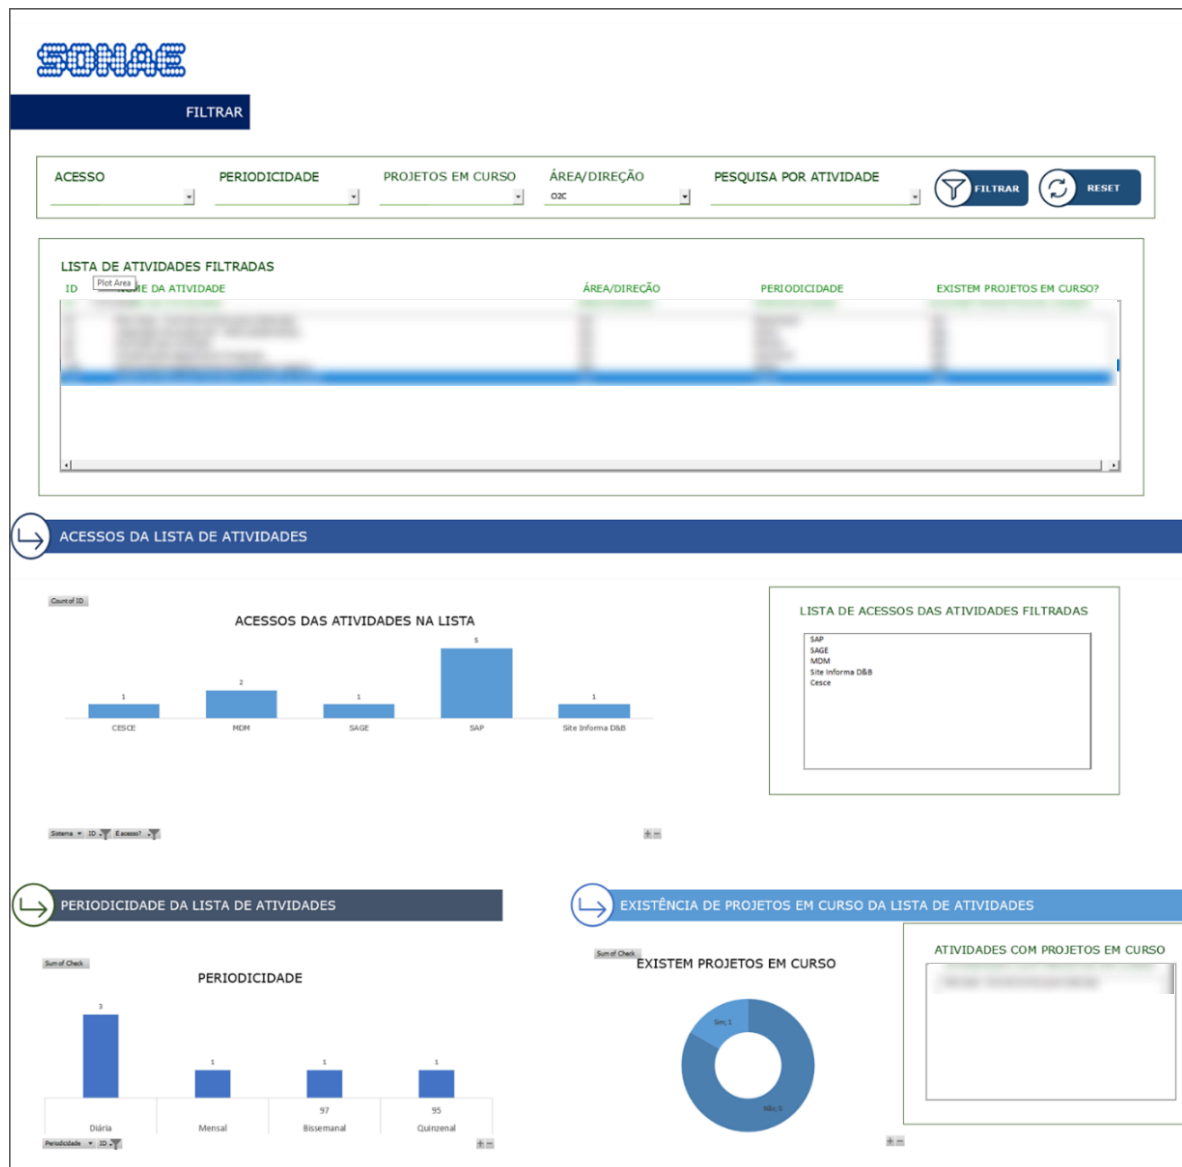 SONAE
FILTRAR
ACESSO PERIODICIDADE PROJETOS EM CURSO ÁREA/DIREÇÃO PESQUISA POR ATIVIDADE
O2C
FILTRAR RESET
LISTA DE ATIVIDADES FILTRADAS
Plot Area
ID NOME DA ATIVIDADE ÁREA/DIREÇÃO PERIODICIDADE EXISTEM PROJETOS EM CURSO?
ACESSOS DA LISTA DE ATIVIDADES
Count of ID
ACESSOS DAS ATIVIDADES NA LISTA
1 2 1 5 1
CESCE MDM SAGE SAP Site Informa D&B
Sistema ID É acesso?
LISTA DE ACESSOS DAS ATIVIDADES FILTRADAS
SAP
SAGE
MDM
Site Informa D&B
Cesce
PERIODICIDADE DA LISTA DE ATIVIDADES
Sum of Check
PERIODICIDADE
3 1 1 1
97 95
Diária Mensal Bissemanal Quinzenal
Periodicidade ID
EXISTÊNCIA DE PROJETOS EM CURSO DA LISTA DE ATIVIDADES
Sum of Check
EXISTEM PROJETOS EM CURSO
Sim; 1
Não; 5
ATIVIDADES COM PROJETOS EM CURSO